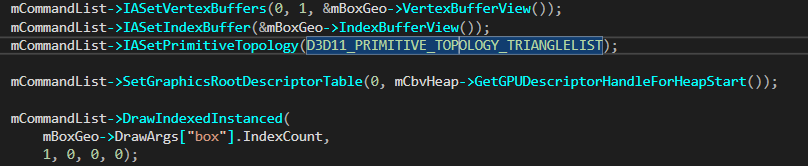 mCommandList->IASetVertexBuffers(0, 1, &mBoxGeo->VertexBufferView());
mCommandList->IASetIndexBuffer(&mBoxGeo->IndexBufferView());
mCommandList->IASetPrimitiveTopology(D3D11_PRIMITIVE_TOPOLOGY_TRIANGLELIST);
mCommandList->SetGraphicsRootDescriptorTable(0, mCbvHeap->GetGPUDescriptorHandleForHeapStart());
mCommandList->DrawIndexedInstanced(
mBoxGeo->DrawArgs["box"].IndexCount,
1, 0, 0, 0);